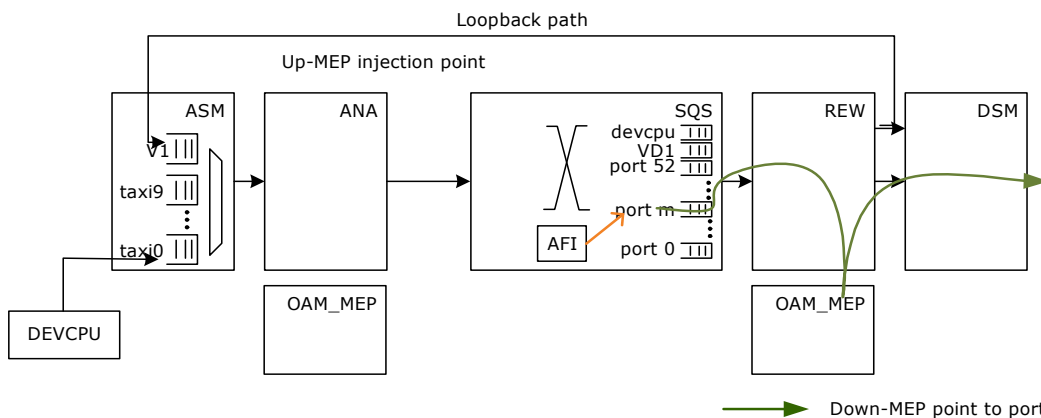 Loopback path
Up-MEP injection point
ASM
ANA
SQS
REW
DSM
V1
taxi9
taxi0
devcpu
VD1
port 52
port m
port 0
AFI
DEVCPU
OAM_MEP
OAM_MEP
Down-MEP point to port